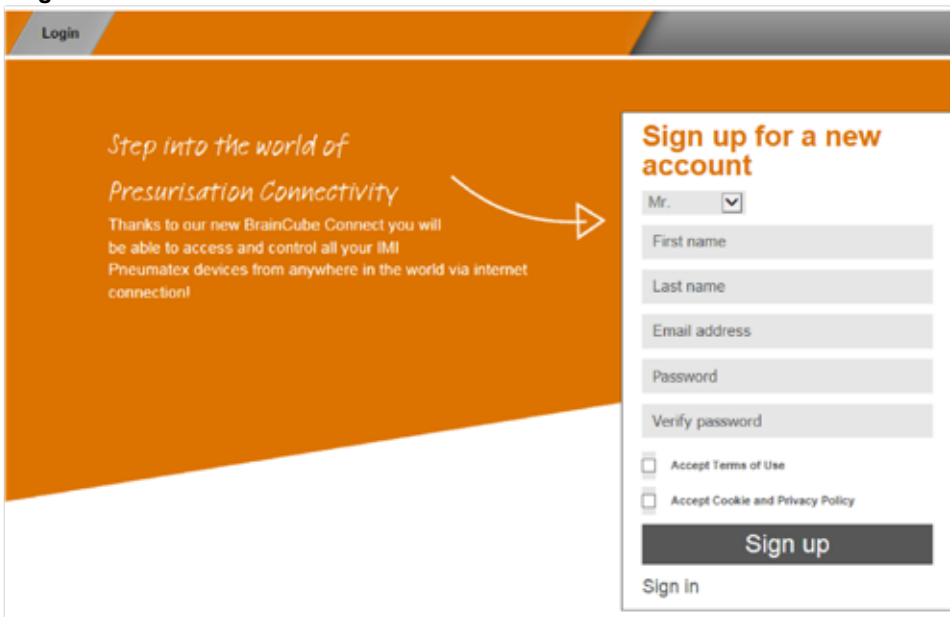 Login
Step into the world of
Presurisation Connectivity
Thanks to our new BrainCube Connect you will
be able to access and control all your IMI
Pneumatex devices from anywhere in the world via internet
connection!
Sign up for a new
account
Mr.
First name
Last name
Email address
Password
Verify password
Accept Terms of Use
Accept Cookie and Privacy Policy
Sign up
Sign in